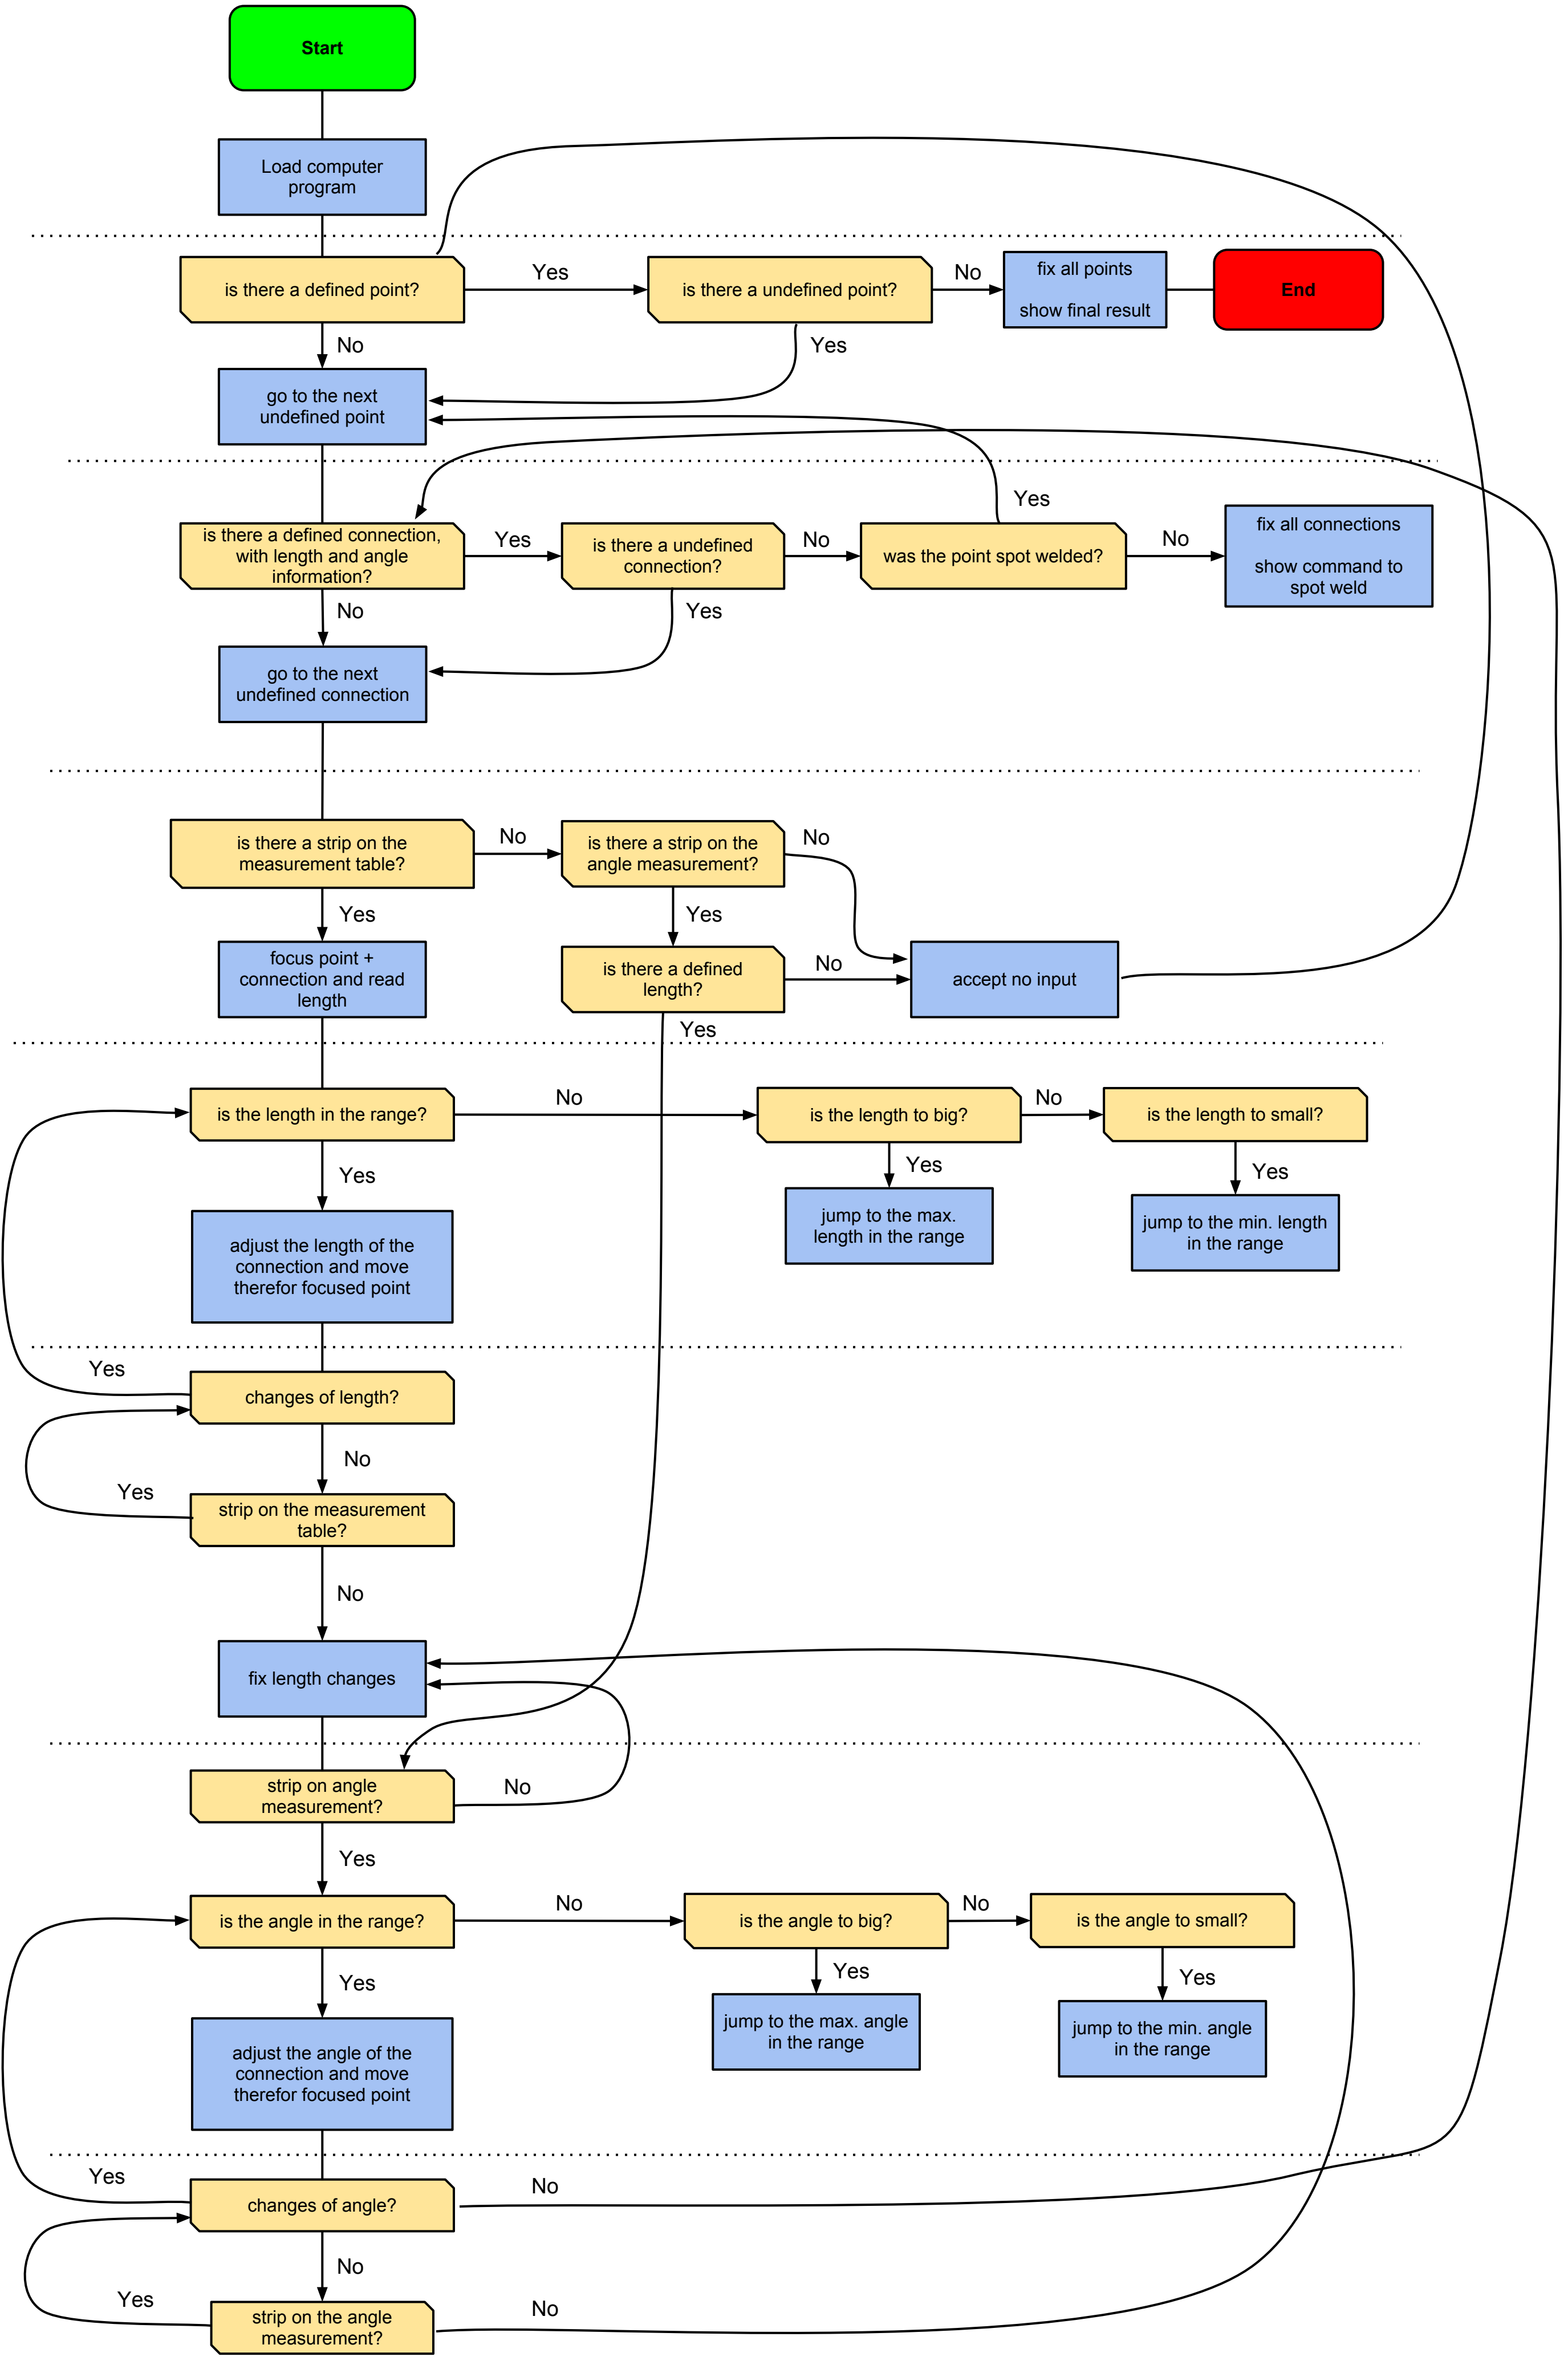 Start
Load computer
program
is there a defined point?
Yes
is there a undefined point?
No
fix all points
show final result
End
No
Yes
go to the next
undefined point
Yes
is there a defined connection,
with length and angle
information?
Yes
is there a undefined
connection?
No
was the point spot welded?
No
fix all connections
show command to
spot weld
No
Yes
go to the next
undefined connection
is there a strip on the
measurement table?
No
is there a strip on the
angle measurement?
No
Yes
Yes
focus point +
connection and read
length
is there a defined
length?
No
accept no input
Yes
is the length in the range?
No
is the length to big?
No
is the length to small?
Yes
Yes
Yes
adjust the length of the
connection and move
therefor focused point
jump to the max.
length in the range
jump to the min. length
in the range
Yes
changes of length?
No
Yes
strip on the measurement
table?
No
fix length changes
strip on angle
measurement?
No
Yes
is the angle in the range?
No
is the angle to big?
No
is the angle to small?
Yes
Yes
Yes
adjust the angle of the
connection and move
therefor focused point
jump to the max. angle
in the range
jump to the min. angle
in the range
Yes
changes of angle?
No
No
Yes
strip on the angle
measurement?
No